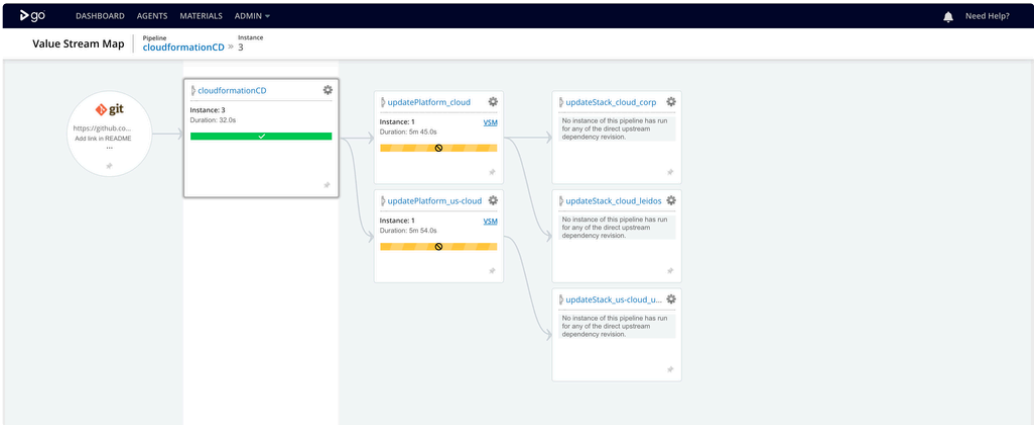 go DASHBOARD AGENTS MATERIALS ADMIN Need Help?
Value Stream Map
Pipeline
cloudformationCD »
Instance
3
git
https://github.co...
Add link in README
...
cloudformationCD
Instance: 3
Duration: 32.0s
updatePlatform_cloud
Instance: 1 VSM
Duration: 5m 45.0s
updatePlatform_us-cloud
Instance: 1 VSM
Duration: 5m 54.0s
updateStack_cloud_corp
No instance of this pipeline has run
for any of the direct upstream
dependency revision.
updateStack_cloud_leidos
No instance of this pipeline has run
for any of the direct upstream
dependency revision.
updateStack_us-cloud_u...
No instance of this pipeline has run
for any of the direct upstream
dependency revision.